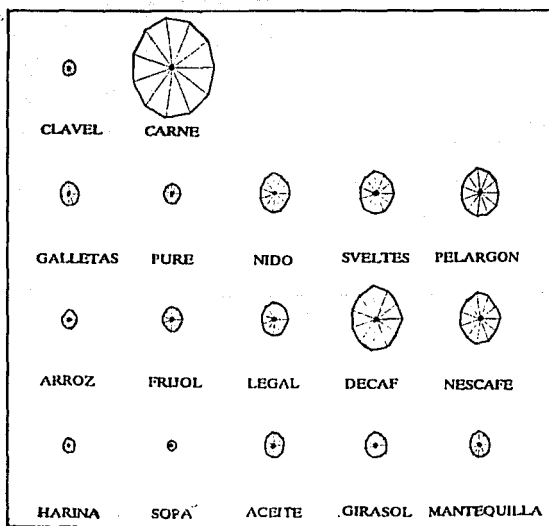 CLAVEL CARNE
GALLETAS PURE NIDO SVELTES PELARGON
ARROZ FRIJOL LEGAL DECAF NESCAFE
HARINA SOPA ACEITE GIRASOL MANTEQUILLA